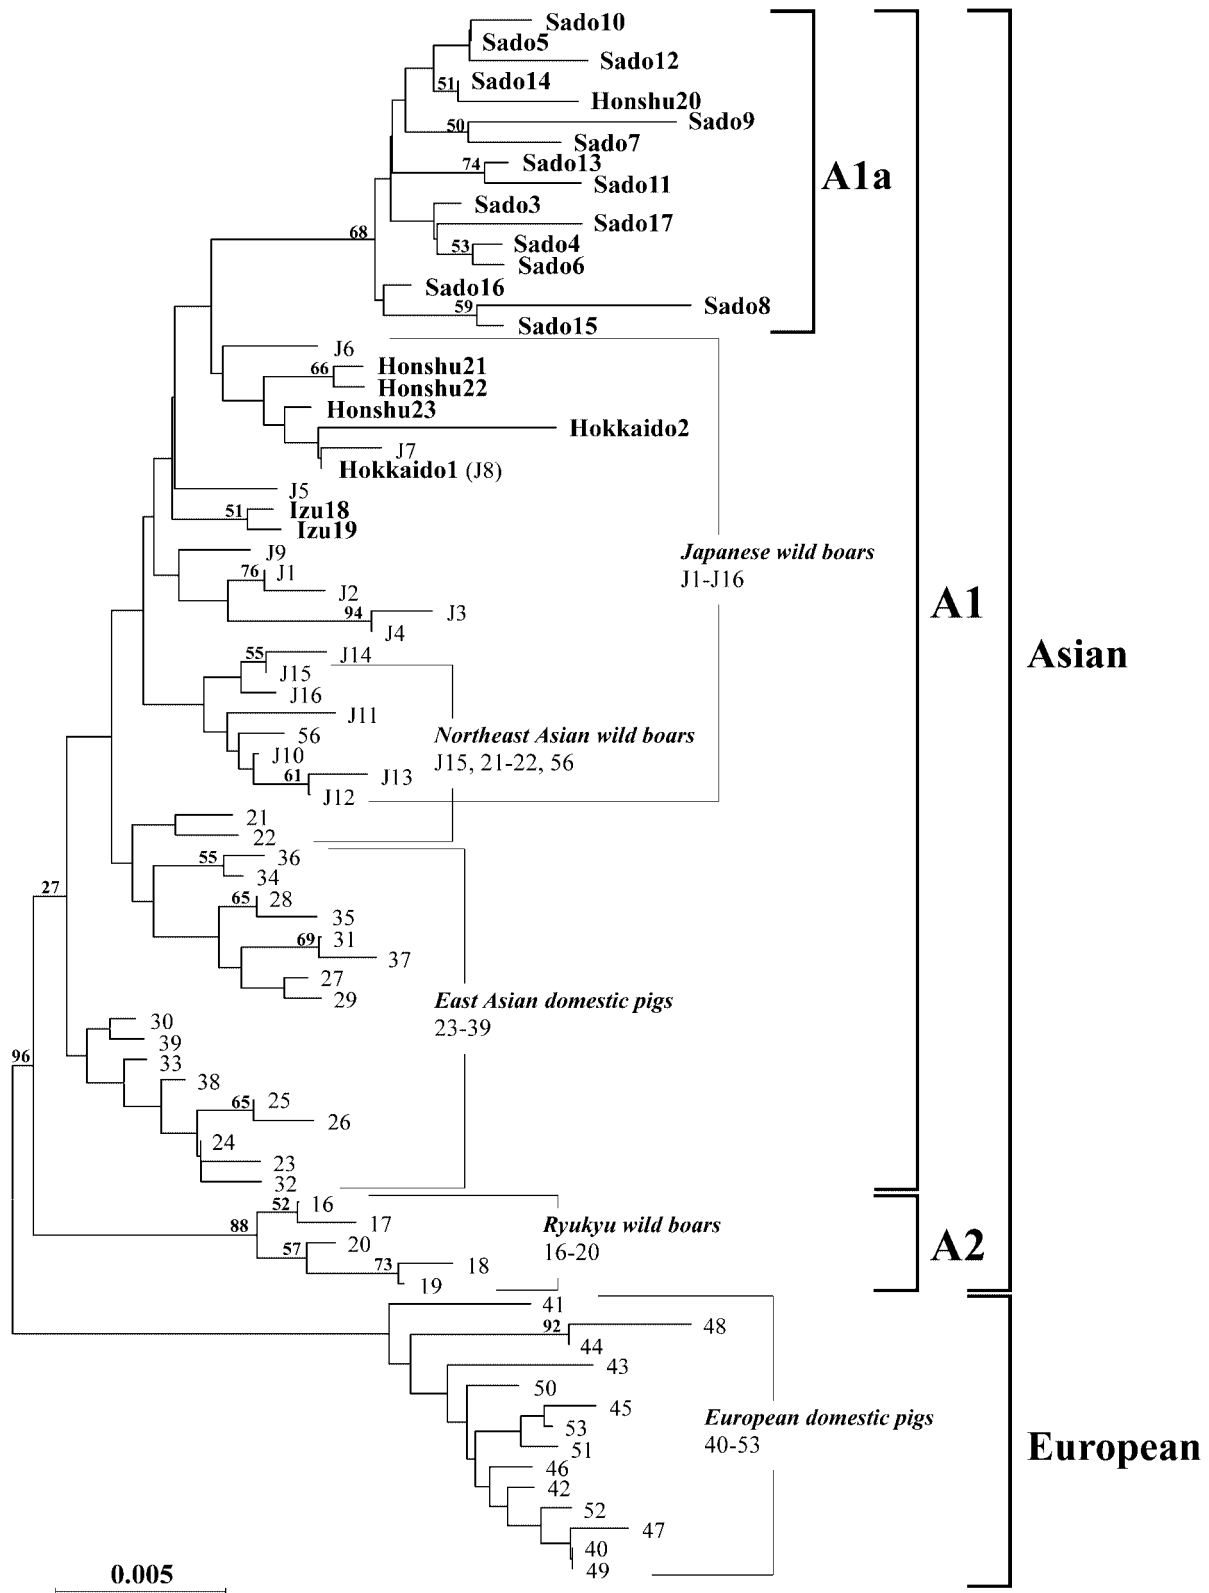 Sado10
Sado5
Sado12
51 Sado14
Honshu20
50 Sado9
Sado7
74 Sado13
Sado11
A1a
Sado3
Sado17
68
53 Sado4
Sado6
Sado16
59 Sado8
Sado15
J6
66 Honshu21
Honshu22
Honshu23
Hokkaido2
J7
Hokkaido1 (J8)
J5
51 Izu18
Izu19
J9
Japanese wild boars
J1-J16
76 J1
J2
94 J3
J4
A1
Asian
55 J14
J15
J16
J11
56
Northeast Asian wild boars
J15, 21-22, 56
J10
61 J13
J12
21
22
55 36
34
27
65 28
35
69 31
37
27
29
East Asian domestic pigs
23-39
30
39
96
33
38
65 25
26
24
23
32
52 16
88 17
Ryukyu wild boars
16-20
A2
57 20
73 18
19
41
92 48
44
43
50
45
European domestic pigs
40-53
53
51
European
46
42
52
47
40
49
0.005